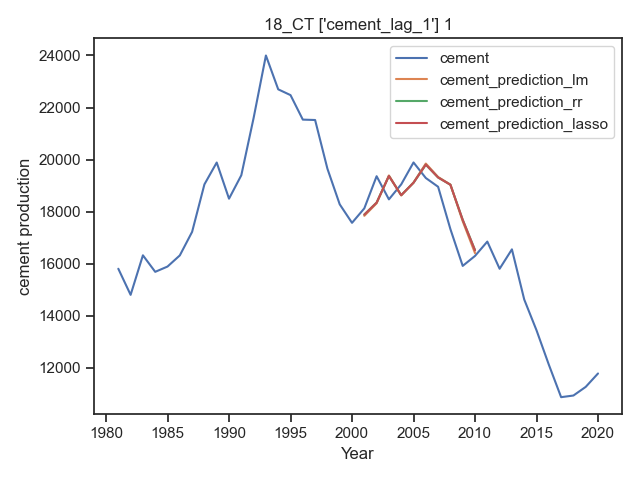 18_CT ['cement_lag_1'] 1
cement
cement_prediction_lm
cement_prediction_rr
cement_prediction_lasso
cement production
24000
22000
20000
18000
16000
14000
12000
1980 1985 1990 1995 2000 2005 2010 2015 2020
Year